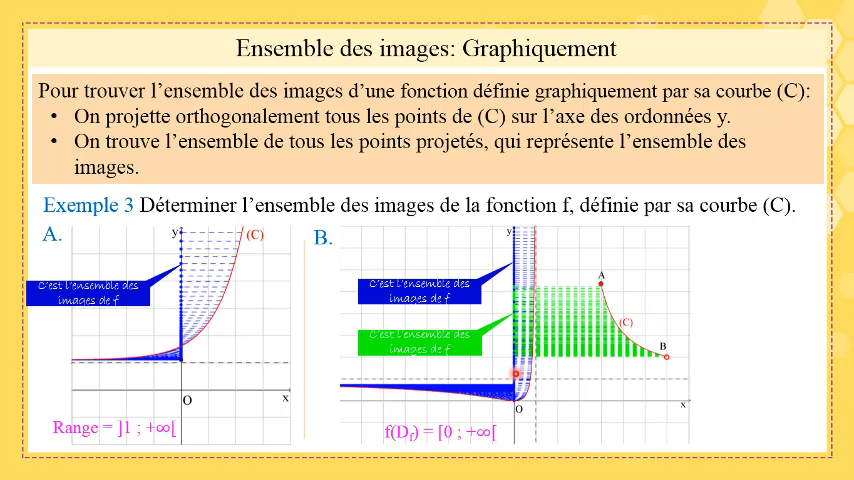 Ensemble des images: Graphiquement
Pour trouver l’ensemble des images d’une fonction définie graphiquement par sa courbe (C):
• On projette orthogonalement tous les points de (C) sur l’axe des ordonnées y.
• On trouve l’ensemble de tous les points projetés, qui représente l’ensemble des
images.
Exemple 3 Déterminer l’ensemble des images de la fonction f, définie par sa courbe (C).
A.
y
(C)
C’est l’ensemble des
images de f
O
x
Range = ]1 ; +∞[
B.
y
A
C’est l’ensemble des
images de f
(C)
C’est l’ensemble des
images de f
B
O
x
f(Df) = [0 ; +∞[